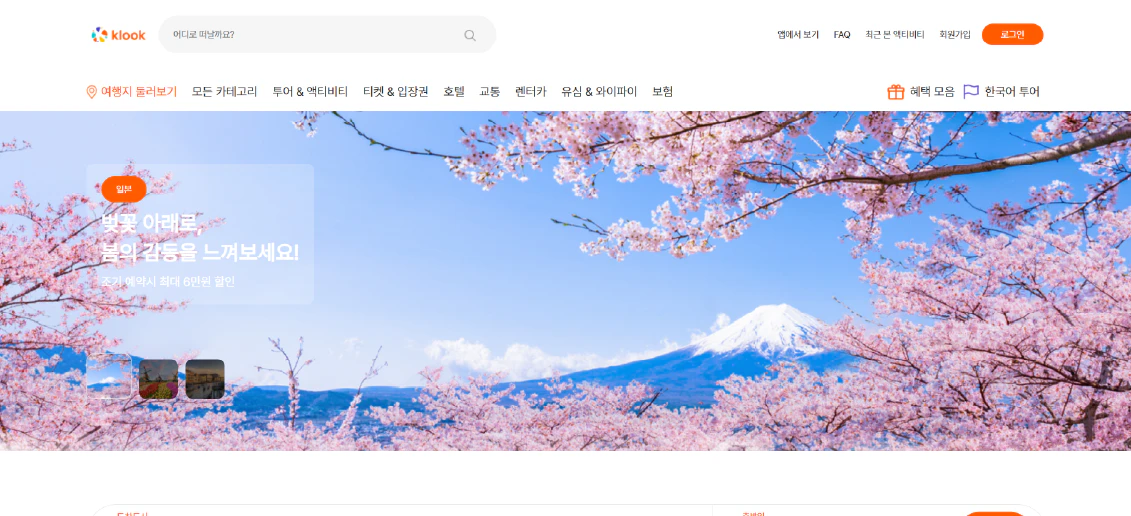 klook
어디로 떠날까요?
앱에서 보기 FAQ 최근 본 액티비티 회원가입 로그인
여행지 둘러보기 모든 카테고리 투어 & 액티비티 티켓 & 입장권 호텔 교통 렌터카 유심 & 와이파이 보험 혜택 모음 한국어 투어
일본
벚꽃 아래로,
봄의 감동을 느껴보세요!
조기 예약시 최대 6만원 할인